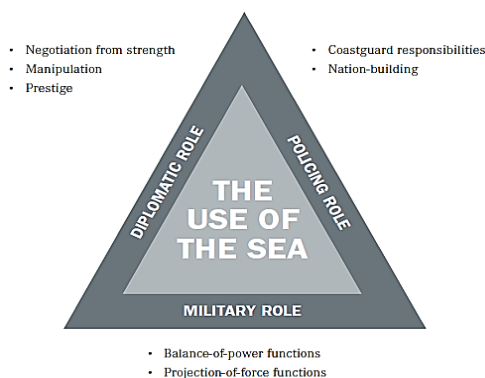 • Negotiation from strength
• Manipulation
• Prestige
• Coastguard responsibilities
• Nation-building
DIPLOMATIC ROLE
POLICING ROLE
THE
USE OF
THE SEA
MILITARY ROLE
• Balance-of-power functions
• Projection-of-force functions